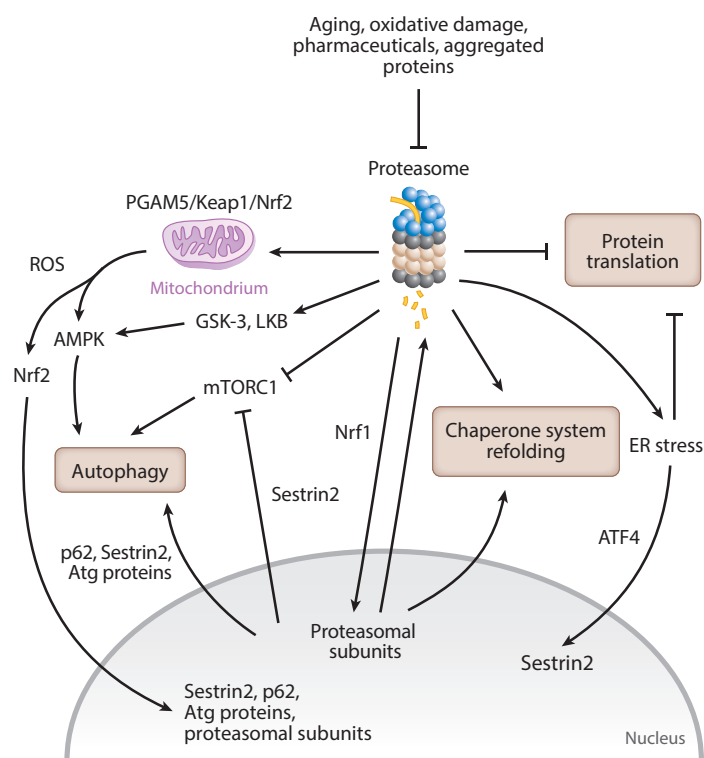 Aging, oxidative damage,
pharmaceuticals, aggregated
proteins
Proteasome
PGAM5/Keap1/Nrf2
Protein
translation
ROS
Mitochondrium
GSK-3, LKB
AMPK
Nrf2
mTORC1
Nrf1
Chaperone system
refolding
ER stress
Autophagy
Sestrin2
ATF4
p62, Sestrin2,
Atg proteins
Proteasomal
subunits
Sestrin2
Sestrin2, p62,
Atg proteins,
proteasomal subunits
Nucleus